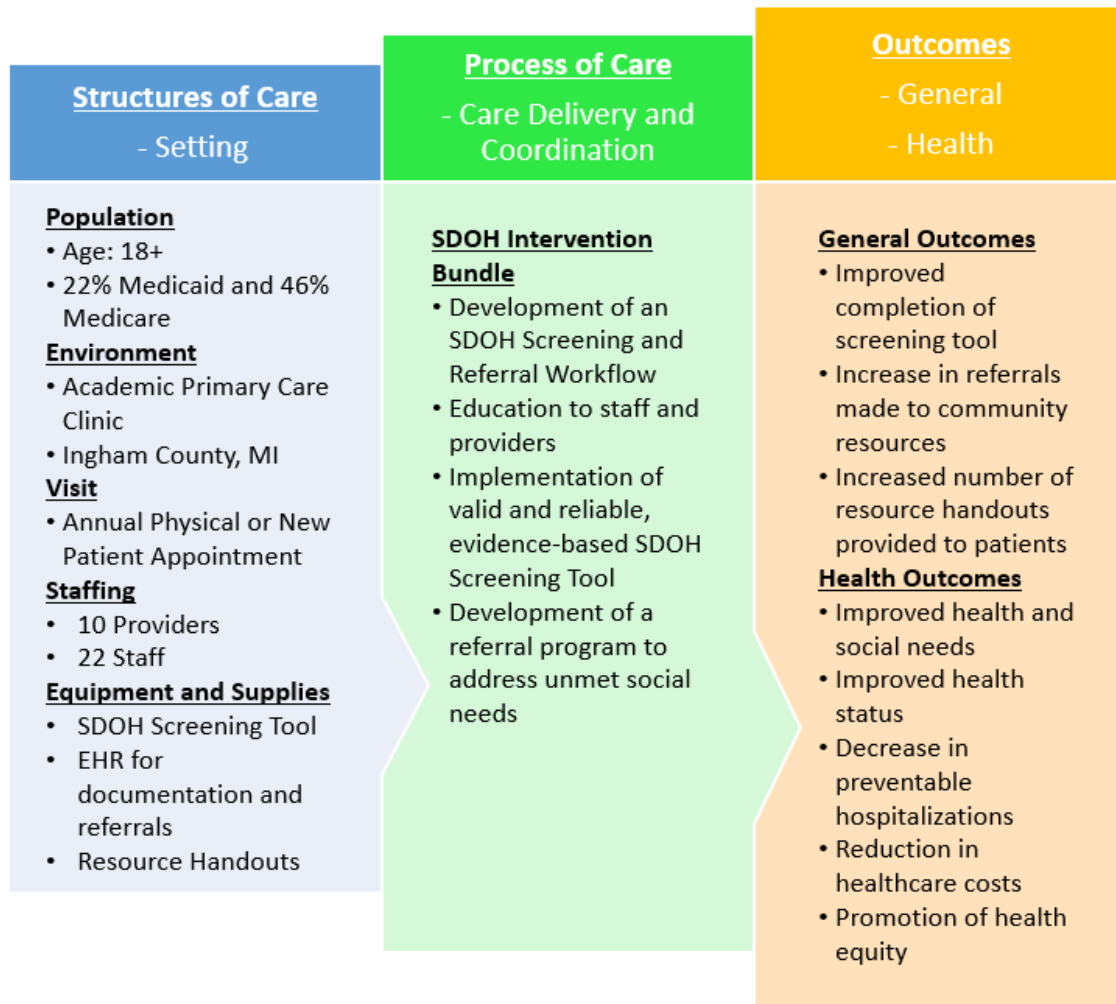 Structures of Care
- Setting
Population
• Age: 18+
• 22% Medicaid and 46%
Medicare
Environment
• Academic Primary Care
Clinic
• Ingham County, MI
Visit
• Annual Physical or New
Patient Appointment
Staffing
• 10 Providers
• 22 Staff
Equipment and Supplies
• SDOH Screening Tool
• EHR for
documentation and
referrals
• Resource Handouts
Process of Care
- Care Delivery and
Coordination
SDOH Intervention
Bundle
• Development of an
SDOH Screening and
Referral Workflow
• Education to staff and
providers
• Implementation of
valid and reliable,
evidence-based SDOH
Screening Tool
• Development of a
referral program to
address unmet social
needs
Outcomes
- General
- Health
General Outcomes
• Improved
completion of
screening tool
• Increase in referrals
made to community
resources
• Increased number of
resource handouts
provided to patients
Health Outcomes
• Improved health and
social needs
• Improved health
status
• Decrease in
preventable
hospitalizations
• Reduction in
healthcare costs
• Promotion of health
equity